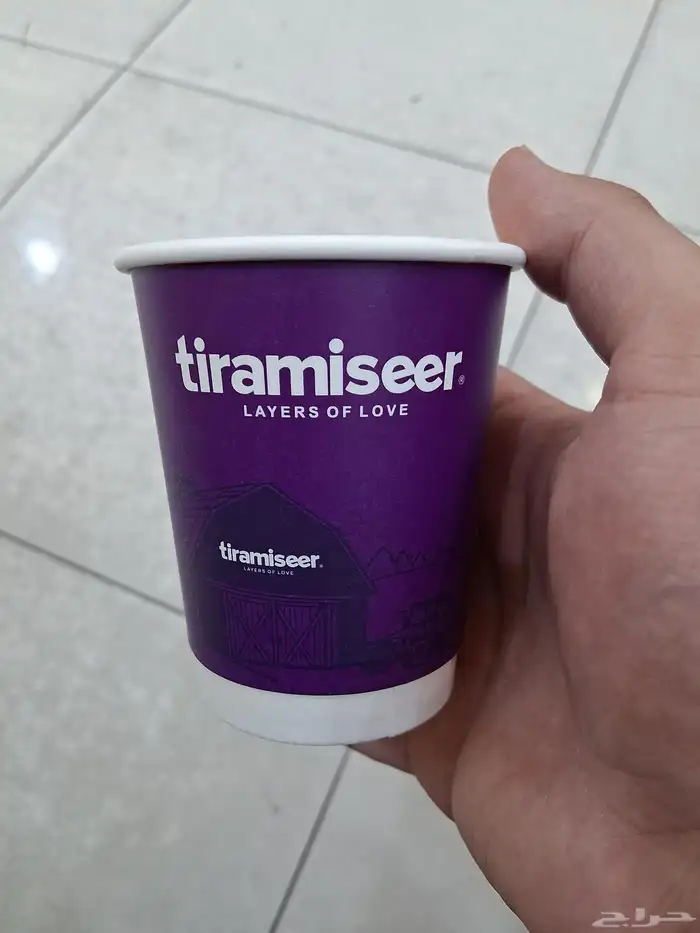 tiramiseer®
LAYERS OF LOVE
tiramiseer®
LAYERS OF LOVE
حراج